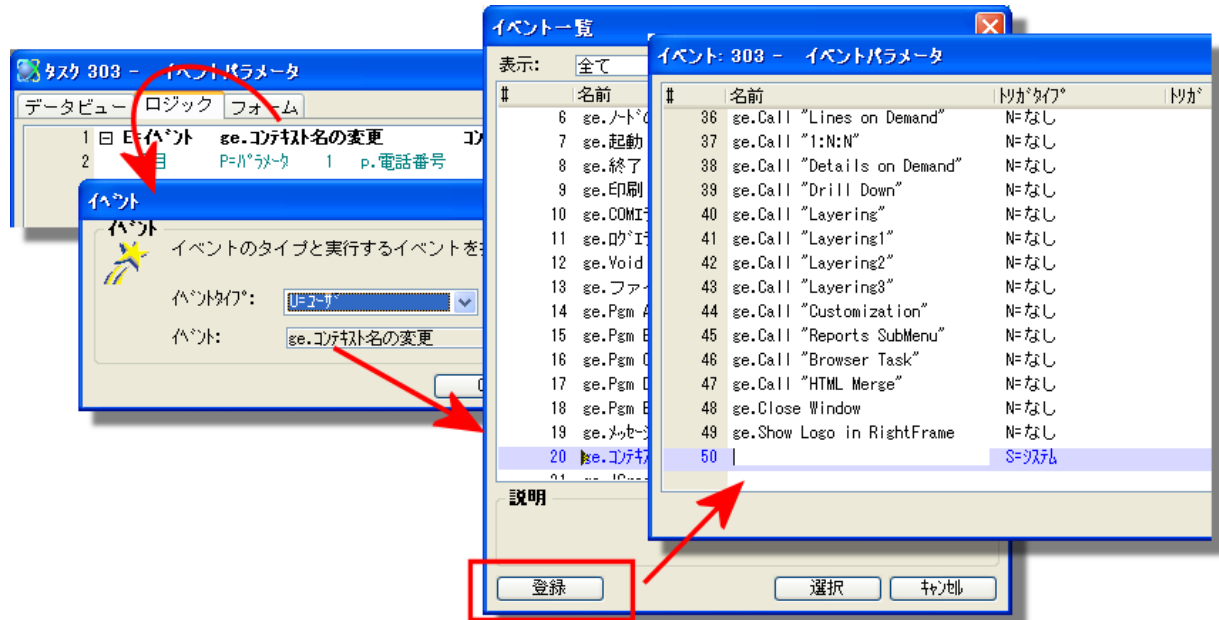 タスク 303 - イベントパラメータ
データビュー ロジック フォーム
1 E=イベント ge.コンテキスト名の変更
2 目 P=パラメータ 1 p.電話番号
イベント
イベント
イベントのタイプと実行するイベントを
イベントタイプ: U=ユーザ
イベント: ge.コンテキスト名の変更
イベント一覧
表示: 全て
# 名前
6 ge.ノードの
7 ge.起動
8 ge.終了
9 ge.印刷
10 ge.COMエラ
11 ge.ログエラ
12 ge.Void
13 ge.ファイ
14 ge.Pgm A
15 ge.Pgm B
16 ge.Pgm C
17 ge.Pgm D
18 ge.Pgm E
19 ge.メッセージ
20 ge.コンテキス
説明
登録 選択 キャンセル
イベント: 303 - イベントパラメータ
# 名前 トリガタイプ トリガ
36 ge.Call "Lines on Demand" N=なし
37 ge.Call "1:N:N" N=なし
38 ge.Call "Details on Demand" N=なし
39 ge.Call "Drill Down" N=なし
40 ge.Call "Layering" N=なし
41 ge.Call "Layering1" N=なし
42 ge.Call "Layering2" N=なし
43 ge.Call "Layering3" N=なし
44 ge.Call "Customization" N=なし
45 ge.Call "Reports SubMenu" N=なし
46 ge.Call "Browser Task" N=なし
47 ge.Call "HTML Merge" N=なし
48 ge.Close Window N=なし
49 ge.Show Logo in RightFrame N=なし
50 S=システム